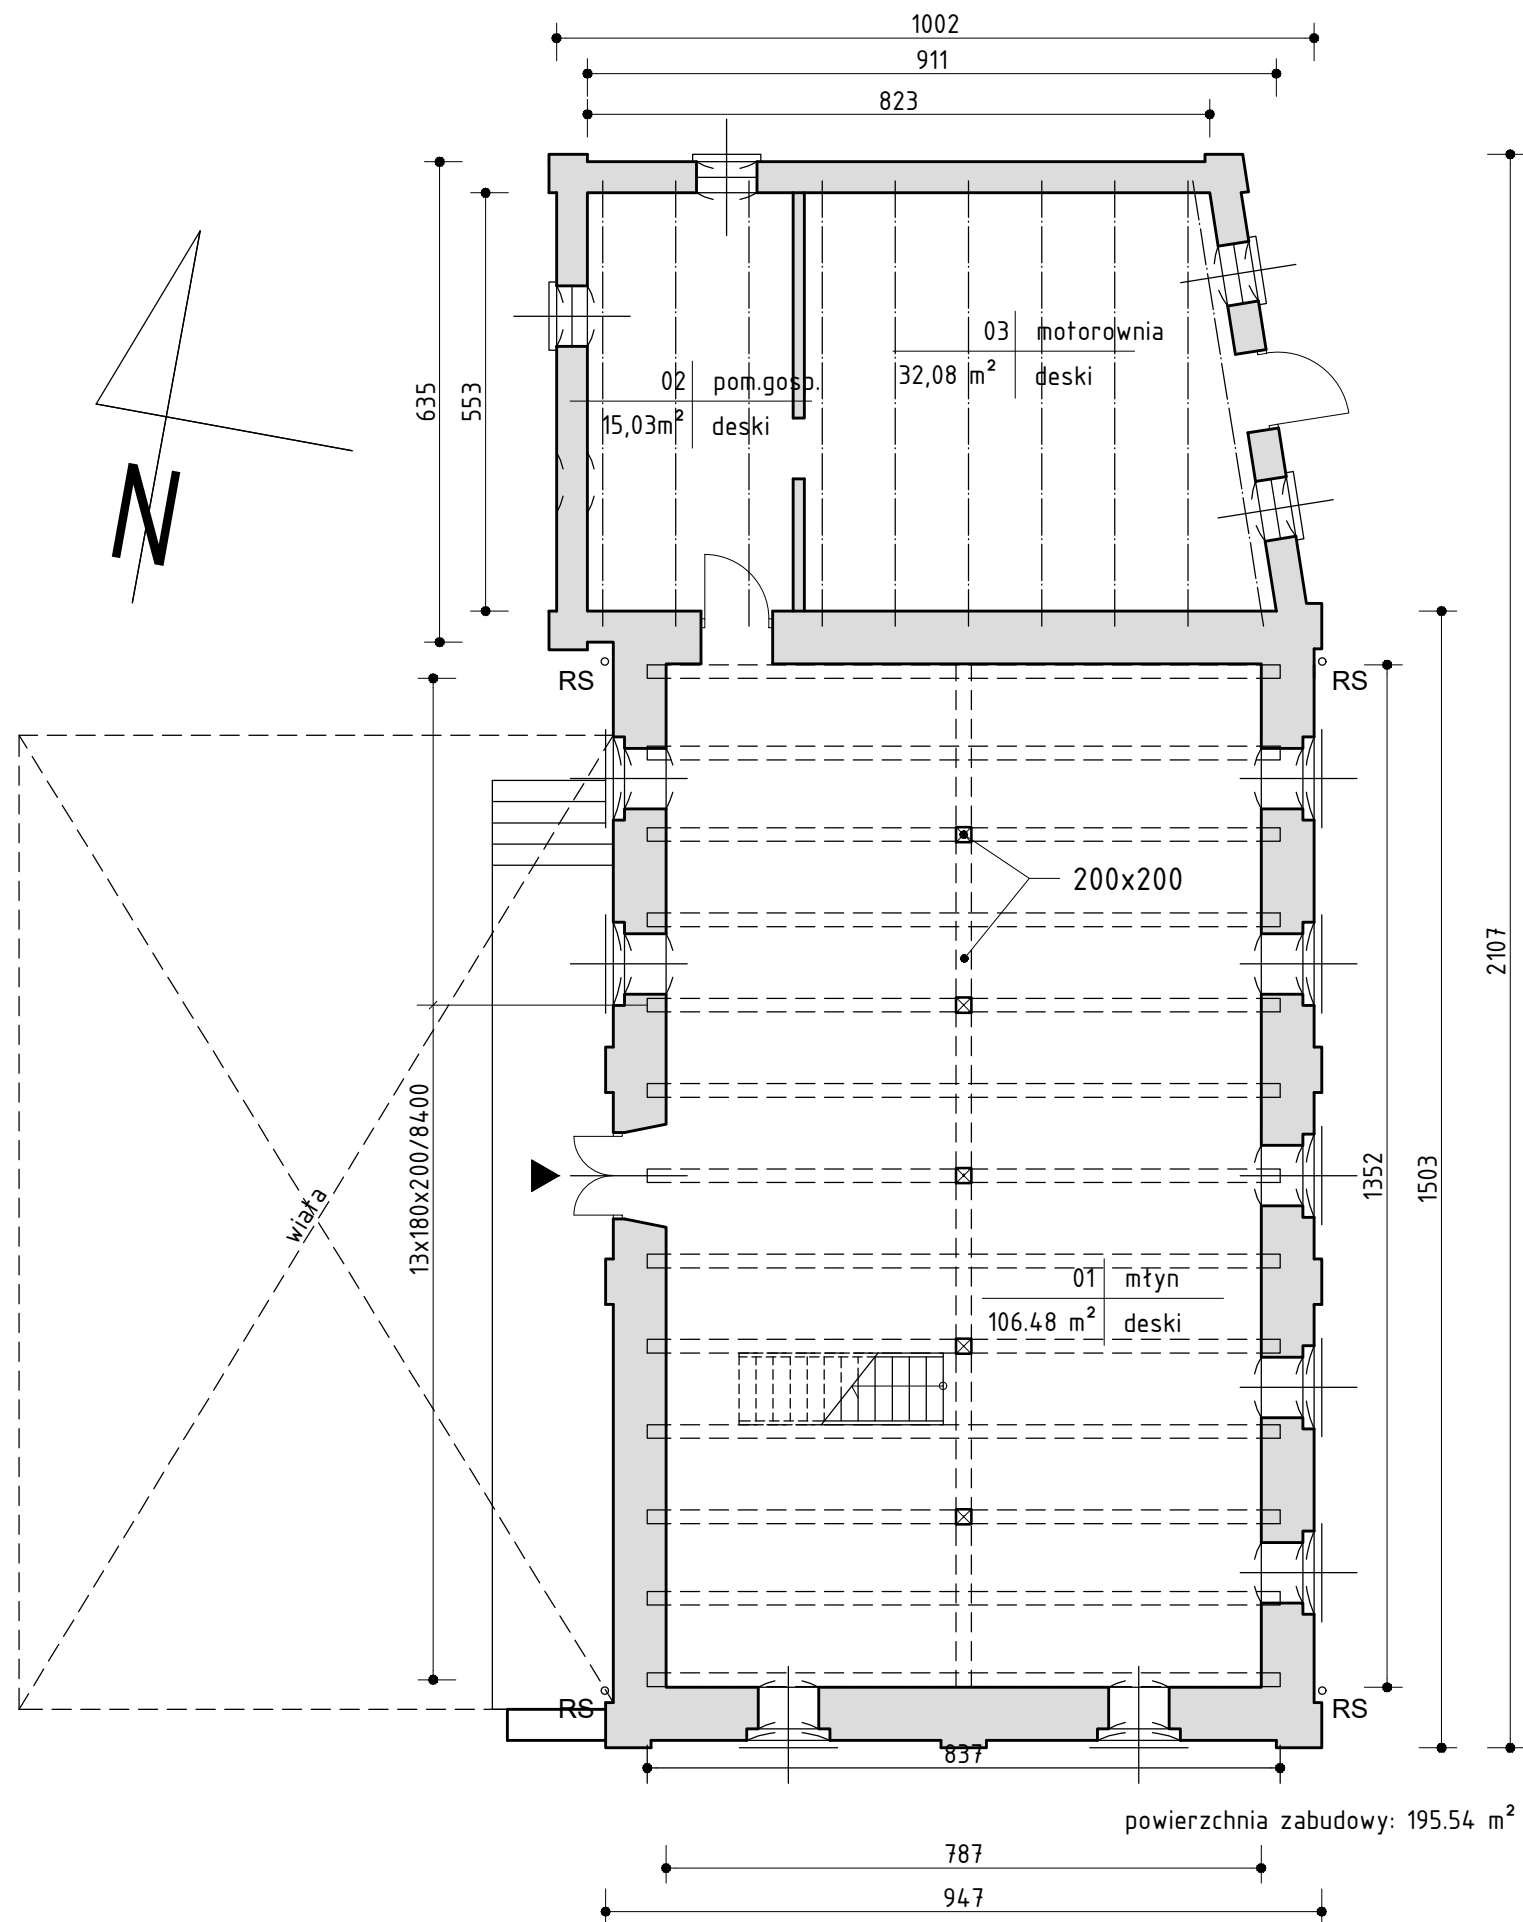 1002
911
823
03 motorownia
32,08 m² deski
02 pom.gosp.
15,03m² deski
635
553
N
RS
RS
200x200
2107
13x180x200/8400
1352
1503
wiała
01 młyn
106.48 m² deski
RS
RS
837
powierzchnia zabudowy: 195.54 m²
787
947